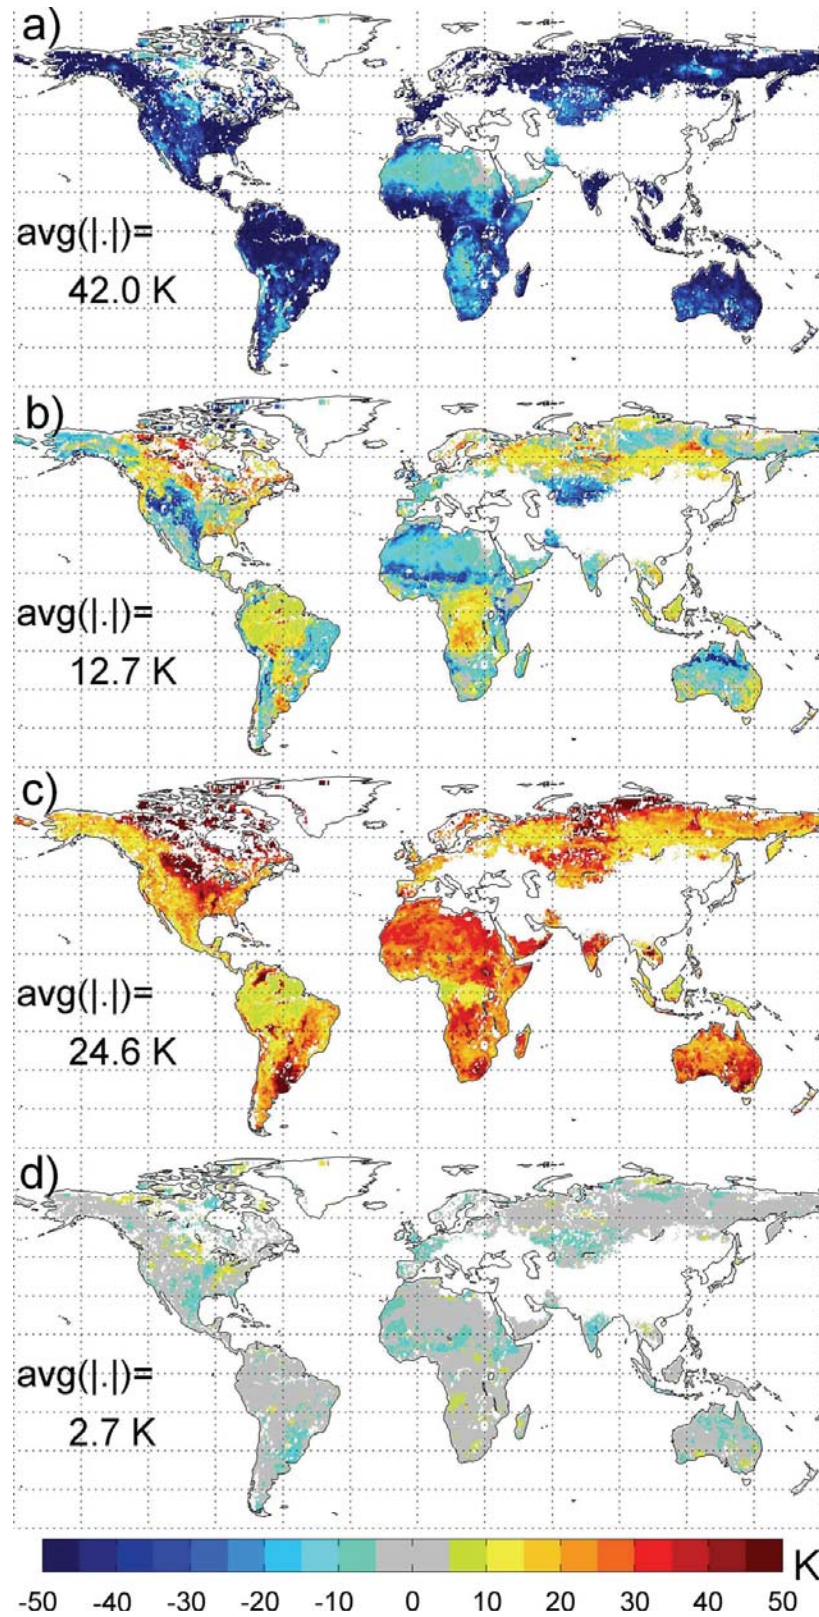 a)
avg(|.|)=
42.0 K
b)
avg(|.|)=
12.7 K
c)
avg(|.|)=
24.6 K
d)
avg(|.|)=
2.7 K
K
-50 -40 -30 -20 -10 0 10 20 30 40 50